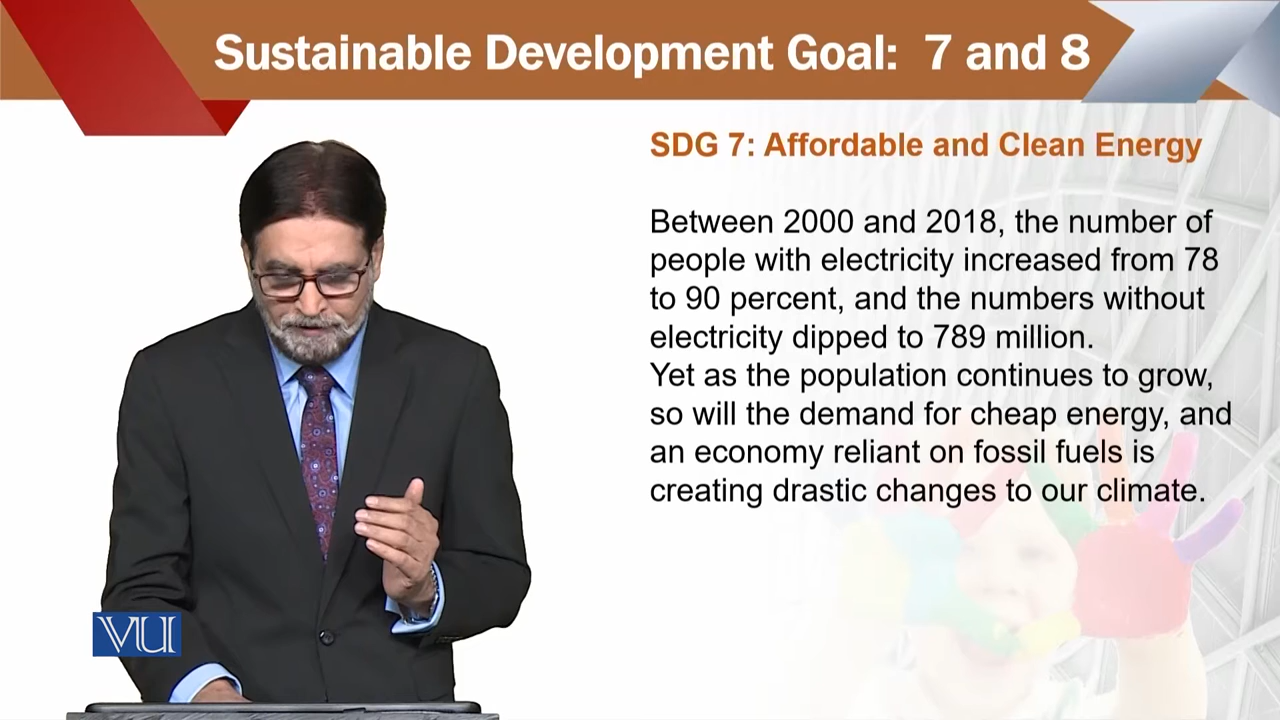 Sustainable Development Goal: 7 and 8
SDG 7: Affordable and Clean Energy
Between 2000 and 2018, the number of
people with electricity increased from 78
to 90 percent, and the numbers without
electricity dipped to 789 million.
Yet as the population continues to grow,
so will the demand for cheap energy, and
an economy reliant on fossil fuels is
creating drastic changes to our climate.
VU